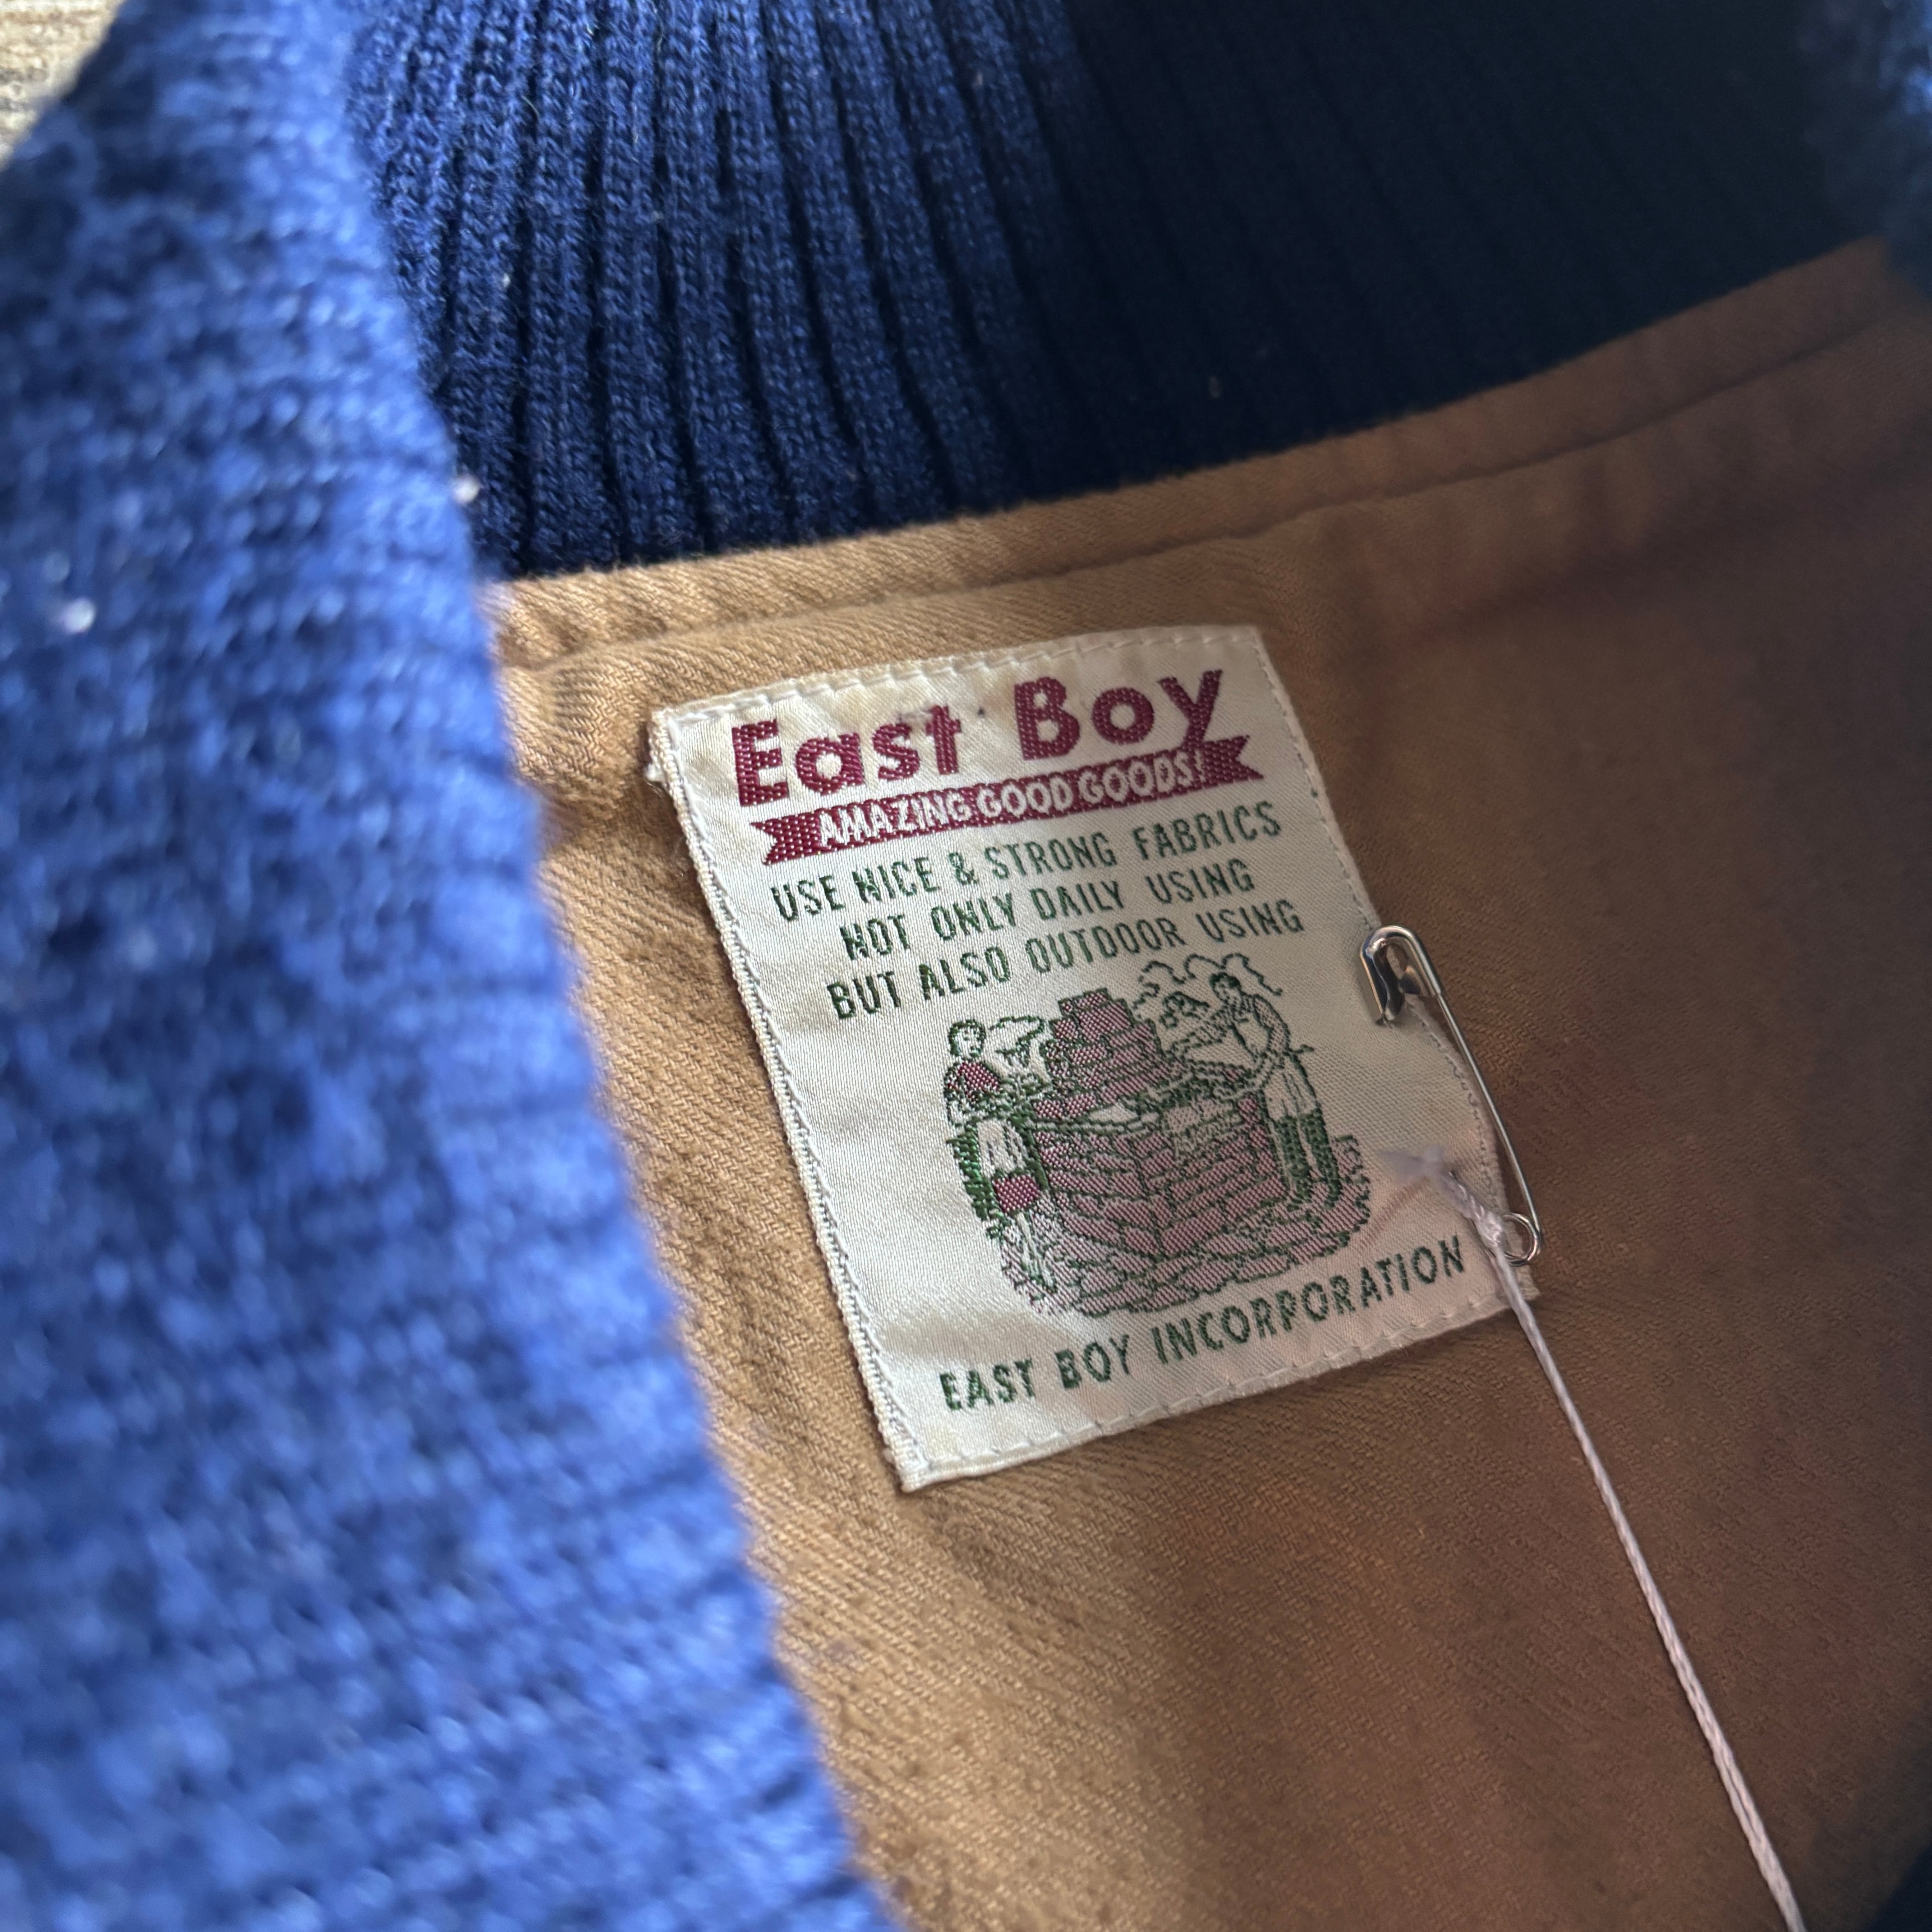 East Boy
AMAZING GOOD GOODS!
USE NICE & STRONG FABRICS
NOT ONLY DAILY USING
BUT ALSO OUTDOOR USING
EAST BOY INCORPORATION